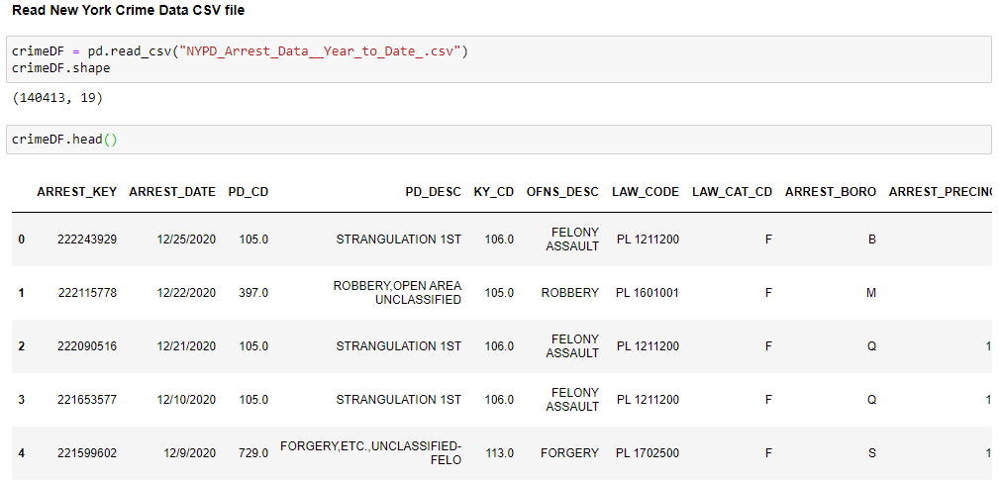 Read New York Crime Data CSV file
crimeDF = pd.read_csv("NYPD_Arrest_Data__Year_to_Date_.csv")
crimeDF.shape
(140413, 19)
crimeDF.head()
ARREST_KEY ARREST_DATE PD_CD PD_DESC KY_CD OFNS_DESC LAW_CODE LAW_CAT_CD ARREST_BORO
0 222243929 12/25/2020 105.0 STRANGULATION 1ST 106.0 FELONY ASSAULT PL 1211200 F B
1 222115778 12/22/2020 397.0 ROBBERY,OPEN AREA UNCLASSIFIED 105.0 ROBBERY PL 1601001 F M
2 222090516 12/21/2020 105.0 STRANGULATION 1ST 106.0 FELONY ASSAULT PL 1211200 F Q 1
3 221653577 12/10/2020 105.0 STRANGULATION 1ST 106.0 FELONY ASSAULT PL 1211200 F Q 1
4 221599602 12/9/2020 729.0 FORGERY,ETC.,UNCLASSIFIED-FELO 113.0 FORGERY PL 1702500 F S 1